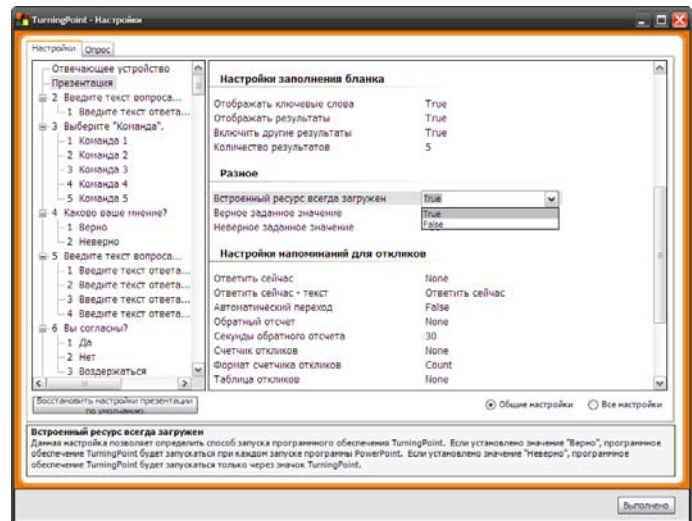 TurningPoint - Настройки
Настройки Опрос
Отвечающее устройство
Презентация
2 Введите текст вопроса...
1 Введите текст ответа...
3 Выберите "Команда".
1 Команда 1
2 Команда 2
3 Команда 3
4 Команда 4
5 Команда 5
4 Каково ваше мнение?
1 Верно
2 Неверно
5 Введите текст вопроса...
1 Введите текст ответа...
2 Введите текст ответа...
3 Введите текст ответа...
4 Введите текст ответа...
6 Вы согласны?
1 Да
2 Нет
3 Воздержаться
Настройки заполнения бланка
Отображать ключевые слова True
Отображать результаты True
Включить другие результаты True
Количество результатов 5
Разное
Встроенный ресурс всегда загружен True
Верное заданное значение True
Неверное заданное значение False
Настройки напоминаний для откликов
Ответить сейчас None
Ответить сейчас - текст Ответить сейчас
Автоматический переход False
Обратный отсчет None
Секунды обратного отсчета 30
Счетчик откликов None
Формат счетчика откликов Count
Таблица откликов None
Восстановить настройки презентации
по умолчанию
Общие настройки Все настройки
Встроенный ресурс всегда загружен
Данная настройка позволяет определить способ запуска программного обеспечения TurningPoint. Если установлено значение "Верно", программное
обеспечение TurningPoint будет запускаться при каждом запуске программы PowerPoint. Если установлено значение "Неверно", программное
обеспечение TurningPoint будет запускаться только через значок TurningPoint.
Выполнено